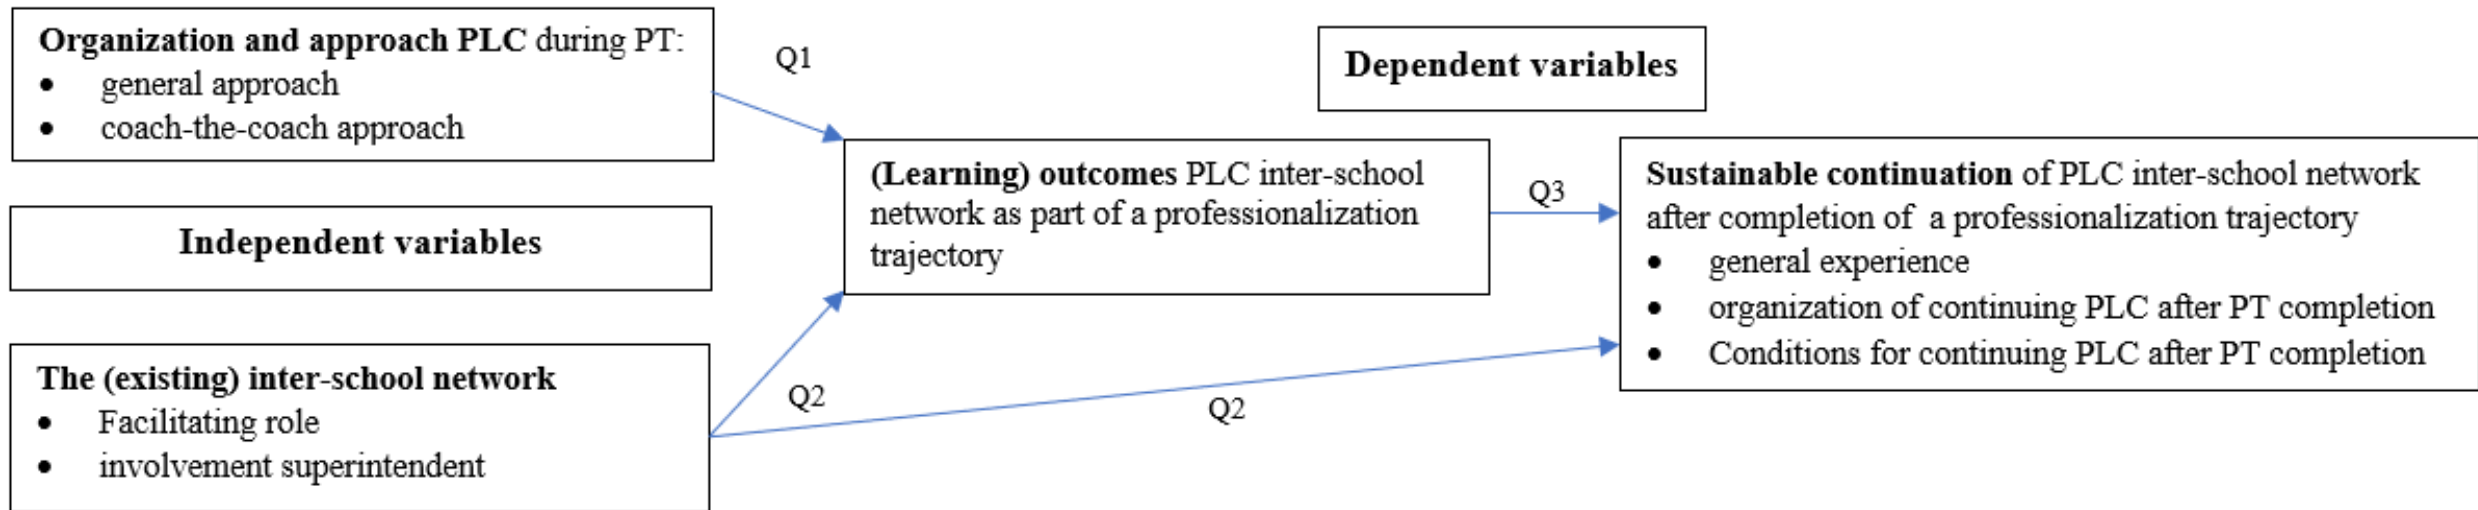 Organization and approach PLC during PT:
• general approach
• coach-the-coach approach
Q1
Dependent variables
Independent variables
(Learning) outcomes PLC inter-school
network as part of a professionalization
trajectory
Q3
Sustainable continuation of PLC inter-school network
after completion of a professionalization trajectory
• general experience
• organization of continuing PLC after PT completion
• Conditions for continuing PLC after PT completion
The (existing) inter-school network
• Facilitating role
• involvement superintendent
Q2
Q2